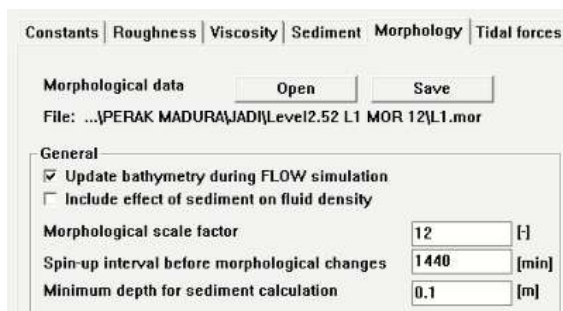 Constants Roughness Viscosity Sediment Morphology Tidal forces
Morphological data Open Save
File: ...\PERAK MADURA\JADI\Level2.52 L1 MOR 12\L1.mor
General
Update bathymetry during FLOW simulation
Include effect of sediment on fluid density
Morphological scale factor 12 [-]
Spin-up interval before morphological changes 1440 [min]
Minimum depth for sediment calculation 0.1 [m]